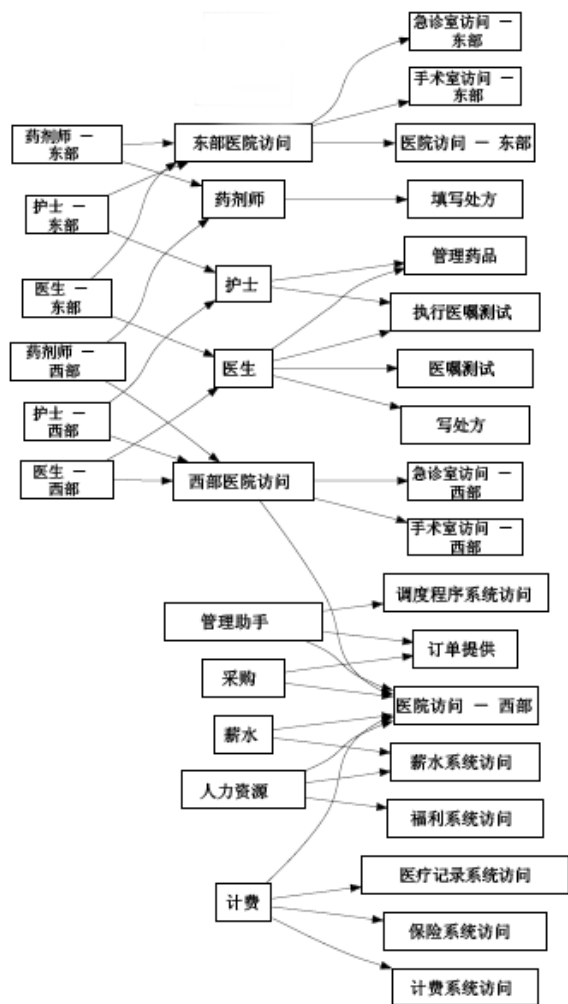 急诊室访问 —
东部
手术室访问 —
东部
药剂师 —
东部
东部医院访问
医院访问 — 东部
药剂师
填写处方
护士 —
东部
管理药品
护士
医生 —
东部
执行医嘱测试
药剂师 —
西部
医生
医嘱测试
护士 —
西部
写处方
医生 —
西部
西部医院访问
急诊室访问 —
西部
手术室访问 —
西部
调度程序系统访问
管理助手
订单提供
采购
医院访问 — 西部
薪水
薪水系统访问
人力资源
福利系统访问
医疗记录系统访问
计费
保险系统访问
计费系统访问